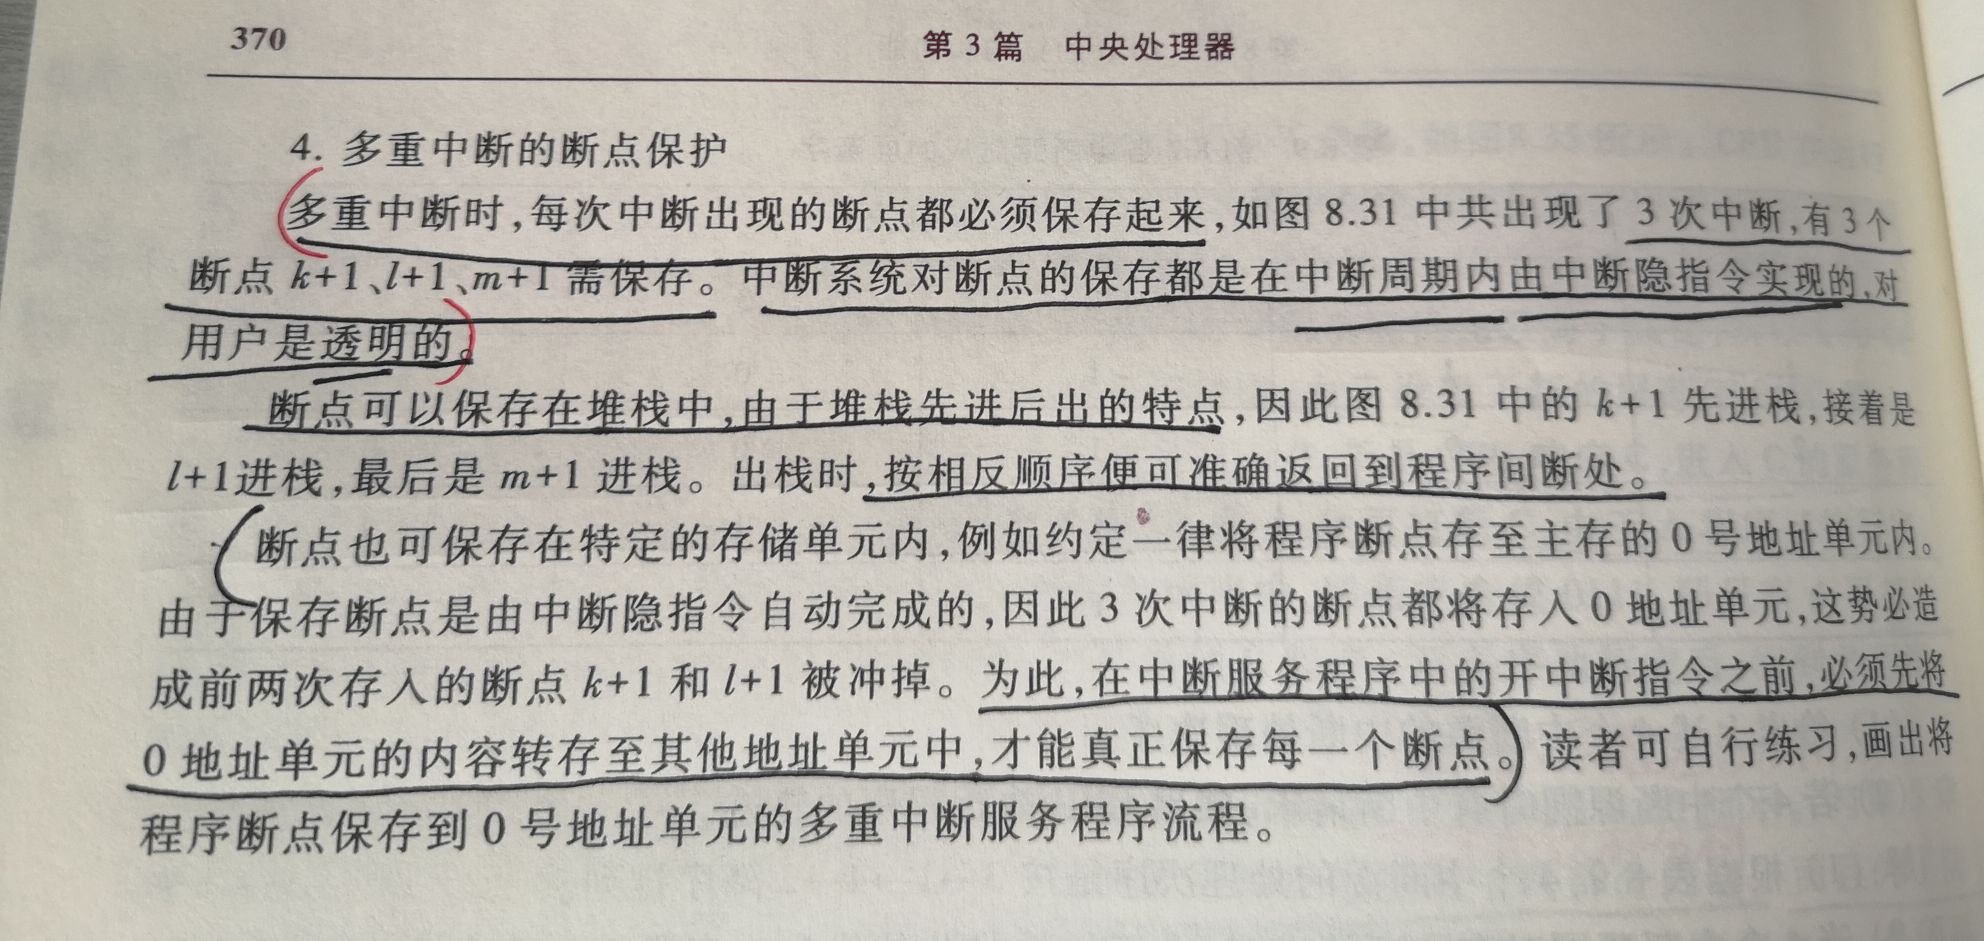 370
第3篇 中央处理器
4. 多重中断的断点保护
多重中断时,每次中断出现的断点都必须保存起来,如图 8.31 中共出现了 3 次中断,有 3 个
断点 k+1、l+1、m+1 需保存。中断系统对断点的保存都是在中断周期内由中断隐指令实现的,对
用户是透明的。
断点可以保存在堆栈中,由于堆栈先进后出的特点,因此图 8.31 中的 k+1 先进栈,接着是
l+1进栈,最后是 m+1 进栈。出栈时,按相反顺序便可准确返回到程序间断处。
断点也可保存在特定的存储单元内,例如约定一律将程序断点存至主存的 0 号地址单元内。
由于保存断点是由中断隐指令自动完成的,因此 3 次中断的断点都将存入 0 地址单元,这势必造
成前两次存入的断点 k+1 和 l+1 被冲掉。为此,在中断服务程序中的开中断指令之前,必须先将
0 地址单元的内容转存至其他地址单元中,才能真正保存每一个断点。读者可自行练习,画出将
程序断点保存到 0 号地址单元的多重中断服务程序流程。